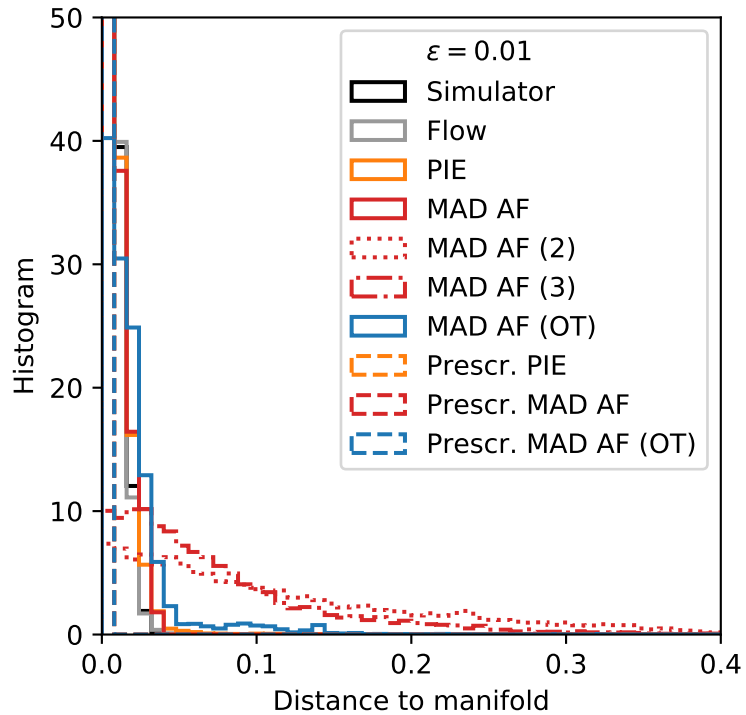 50
40
30
20
10
0
Histogram
ε = 0.01
Simulator
Flow
PIE
MAD AF
MAD AF (2)
MAD AF (3)
MAD AF (OT)
Prescr. PIE
Prescr. MAD AF
Prescr. MAD AF (OT)
0.0 0.1 0.2 0.3 0.4
Distance to manifold